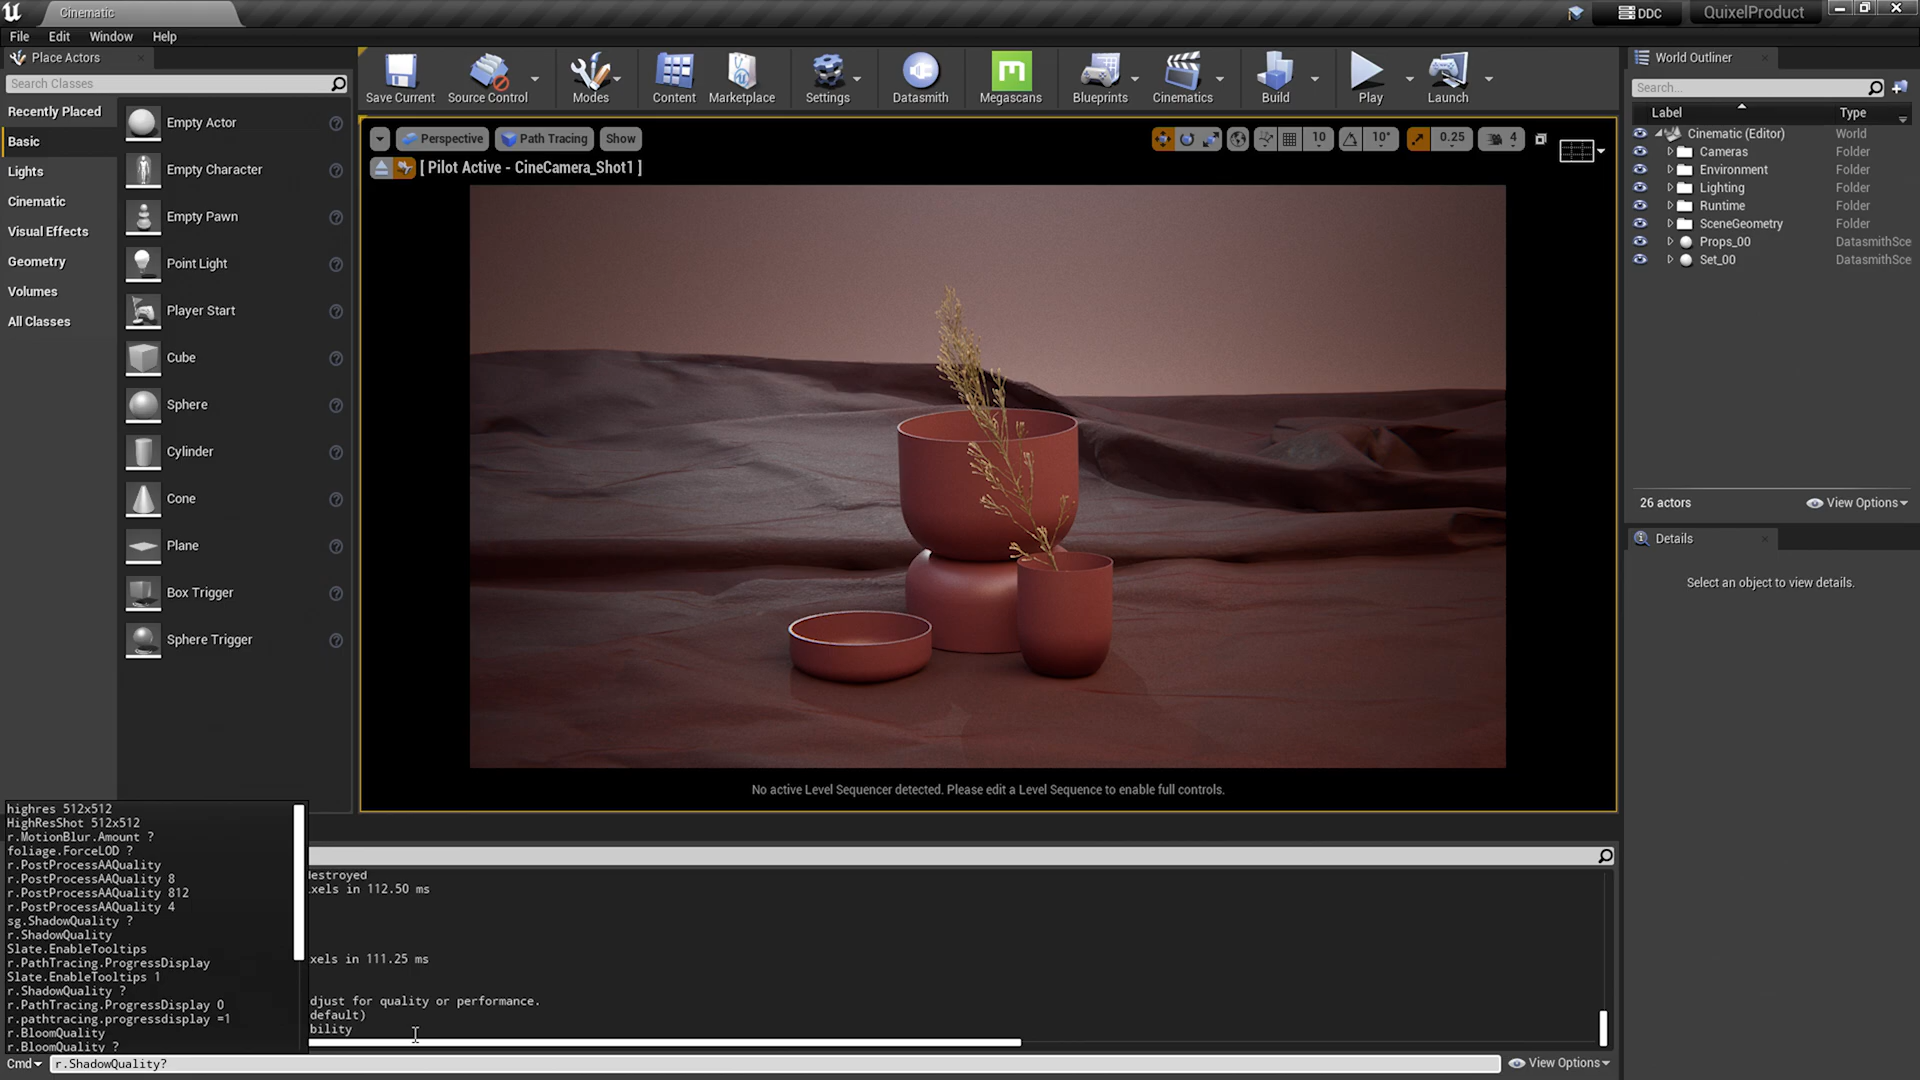 Cinematic
DDC
QuixelProduct
File Edit Window Help
Place Actors
Search Classes
Recently Placed
Basic
Lights
Cinematic
Visual Effects
Geometry
Volumes
All Classes
Empty Actor
Empty Character
Empty Pawn
Point Light
Player Start
Cube
Sphere
Cylinder
Cone
Plane
Box Trigger
Sphere Trigger
Save Current Source Control Modes Content Marketplace Settings Datasmith Megascans Blueprints Cinematics Build Play Launch
Perspective Path Tracing Show
10 10° 0.25 4
[ Pilot Active - CineCamera_Shot1 ]
No active Level Sequencer detected. Please edit a Level Sequence to enable full controls.
World Outliner
Search...
Label Type
Cinematic (Editor) World
Cameras Folder
Environment Folder
Lighting Folder
Runtime Folder
SceneGeometry Folder
Props_00 DatasmithSce
Set_00 DatasmithSce
26 actors View Options
Details
Select an object to view details.
highres 512x512
HighResShot 512x512
r.MotionBlur.Amount ?
foliage.ForceLOD ?
r.PostProcessAAQuality
r.PostProcessAAQuality 8
r.PostProcessAAQuality 812
r.PostProcessAAQuality 4
sg.ShadowQuality ?
r.ShadowQuality
Slate.EnableTooltips
r.PathTracing.ProgressDisplay
Slate.EnableTooltips 1
r.ShadowQuality ?
r.PathTracing.ProgressDisplay 0
r.pathtracing.progressdisplay =1
r.BloomQuality
r.BloomQuality ?
destroyed
xels in 112.50 ms
xels in 111.25 ms
djust for quality or performance.
default)
bility
Cmd r.ShadowQuality? View Options